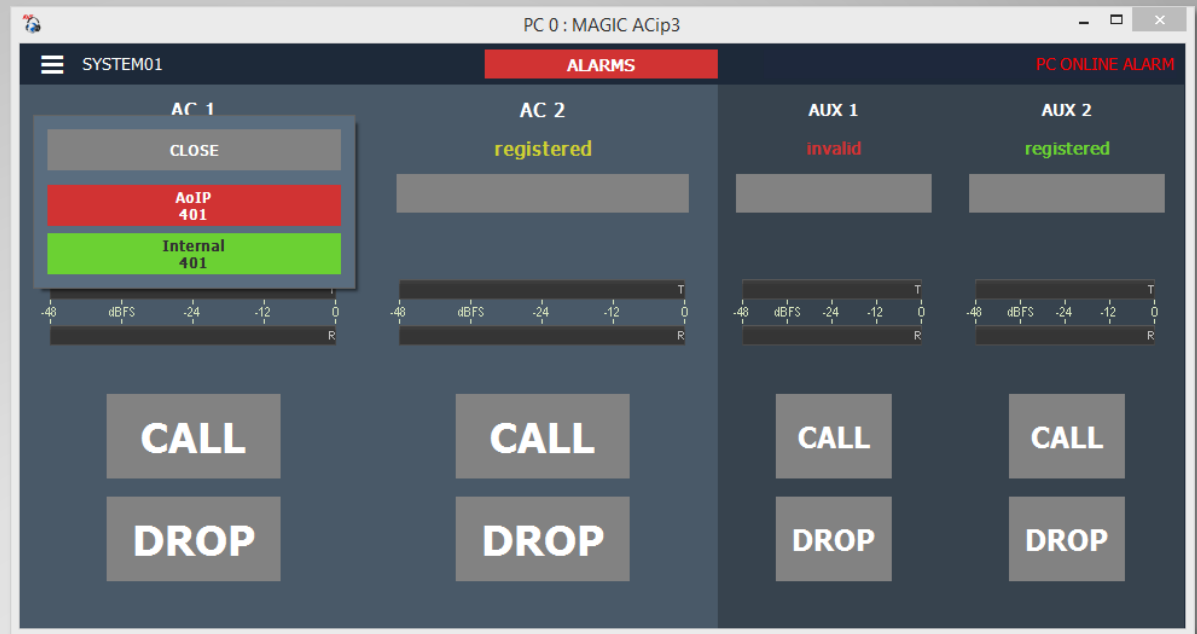 PC 0 : MAGIC ACip3
SYSTEM01
ALARMS
PC ONLINE ALARM
AC 1
AC 2
AUX 1
AUX 2
CLOSE
registered
invalid
registered
AoIP
401
Internal
401
T
T
T
T
-48 dBFS -24 -12 0
-48 dBFS -24 -12 0
-48 dBFS -24 -12 0
-48 dBFS -24 -12 0
R
R
R
R
CALL
CALL
CALL
CALL
DROP
DROP
DROP
DROP